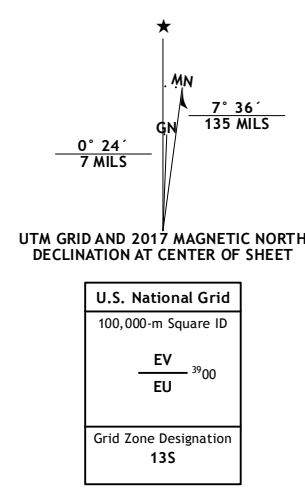 ★
MN
7° 36´
135 MILS
GN
0° 24´
7 MILS
UTM GRID AND 2017 MAGNETIC NORTH
DECLINATION AT CENTER OF SHEET
U.S. National Grid
100,000-m Square ID
EV
3900
EU
Grid Zone Designation
13S